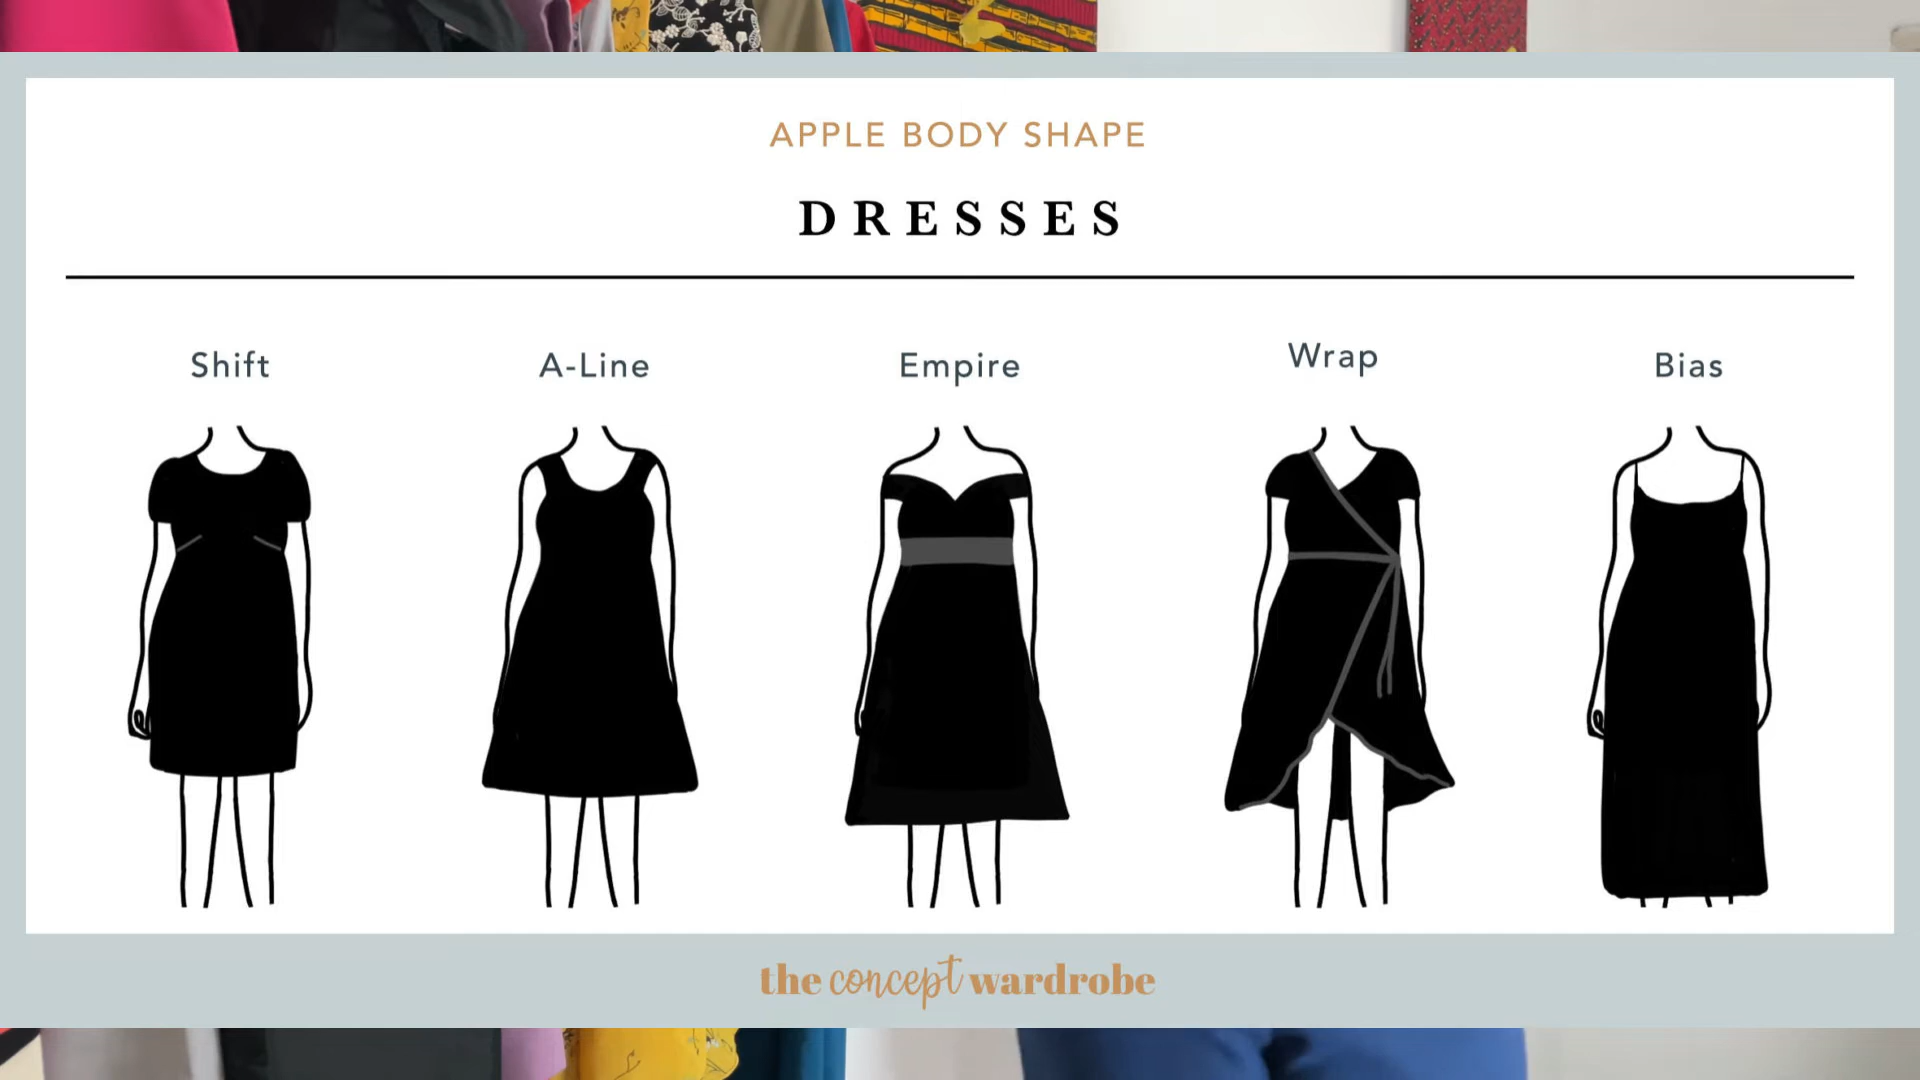 APPLE BODY SHAPE
DRESSES
Shift A-Line Empire Wrap Bias
the concept wardrobe